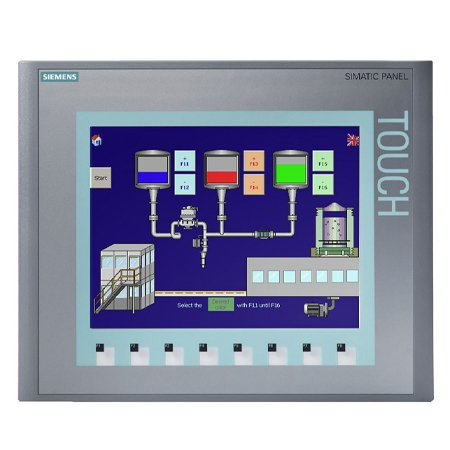 SIEMENS
SIMATIC PANEL
TOUCH
Start
+
F11
-
F12
+
F13
-
F14
+
F15
-
F16
Select the
with F11 until F16